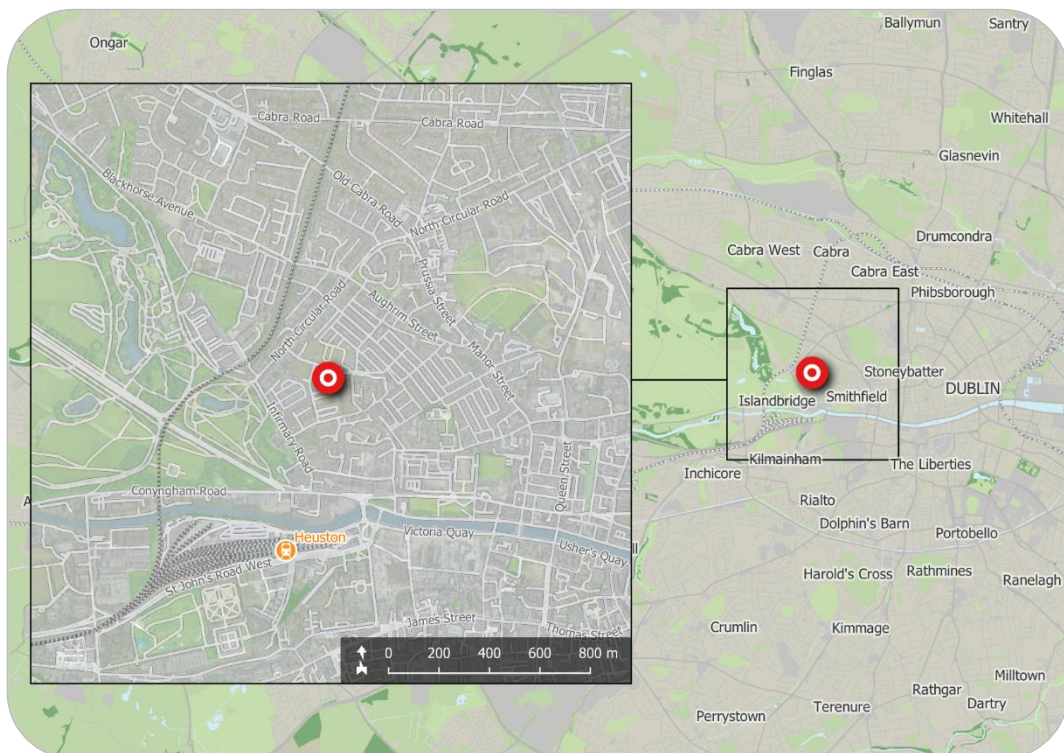 Ongar
Ballymun
Santry
Finglas
Whitehall
Glasnevin
Cabra Road
Cabra Road
Blackhorse Avenue
Old Cabra Road
North Circular Road
Prussia Street
Aughrim Street
North Circular Road
Manor Street
Infirmary Road
Conyngham Road
Queen Street
Victoria Quay
Usher's Quay
Heuston
St John's Road West
James Street
Thomas Street
0 200 400 600 800 m
Drumcondra
Cabra West
Cabra
Cabra East
Phibsborough
Stoneybatter
DUBLIN
Islandbridge
Smithfield
Kilmainham
Inchicore
The Liberties
Rialto
Dolphin's Barn
Portobello
Harold's Cross
Rathmines
Ranelagh
Crumlin
Kimmage
Milltown
Rathgar
Dartry
Terenure
Perrystown